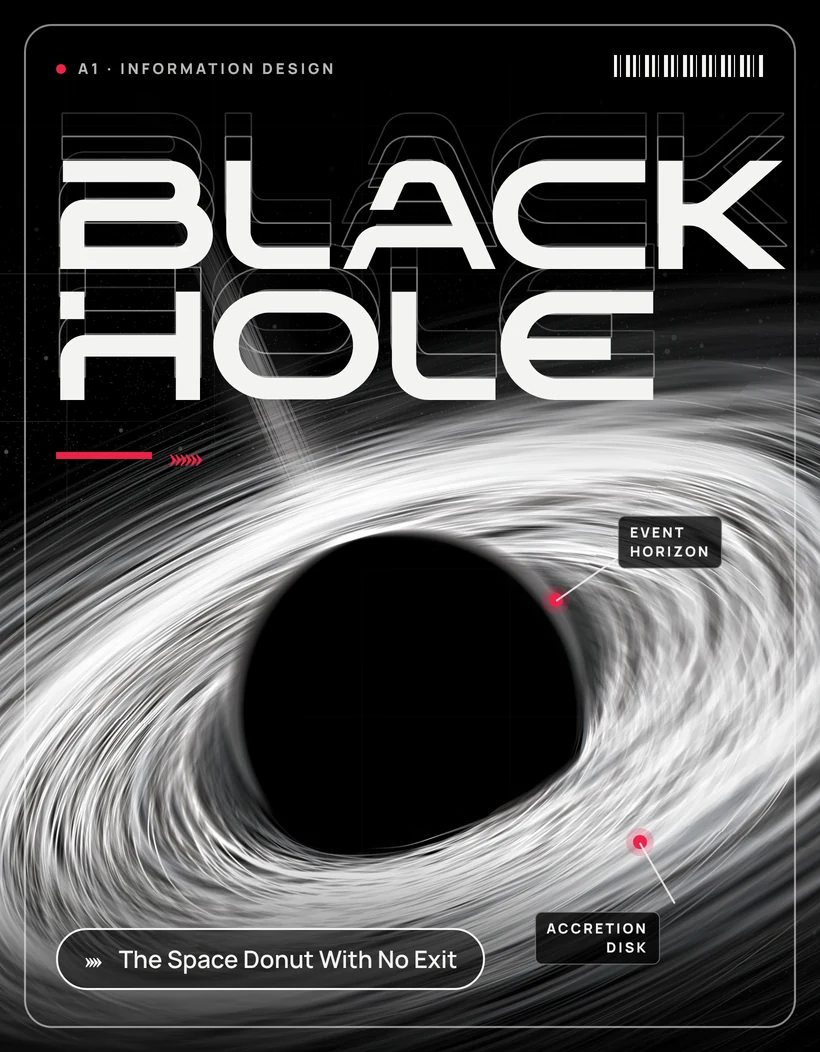 A1 · INFORMATION DESIGN
BLACK
HOLE
EVENT
HORIZON
ACCRETION
DISK
The Space Donut With No Exit